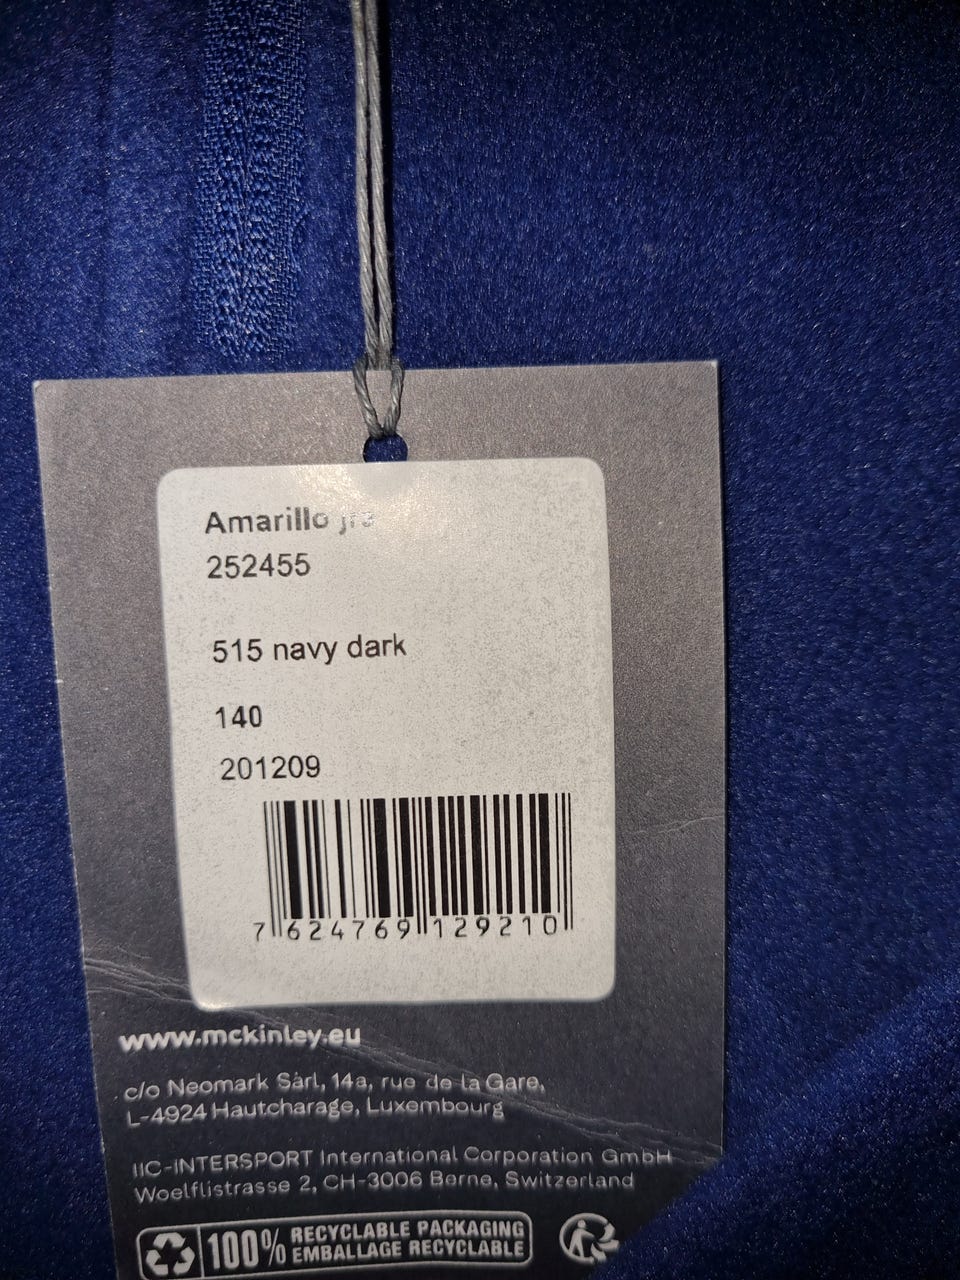 Amarillo jrs
252455
515 navy dark
140
201209
7 624769 129210
www.mckinley.eu
c/o Neomark Sàrl, 14a, rue de la Gare,
L-4924 Hautcharage, Luxembourg
IIC-INTERSPORT International Corporation GmbH
Woelflistrasse 2, CH-3006 Berne, Switzerland
100% RECYCLABLE PACKAGING
EMBALLAGE RECYCLABLE